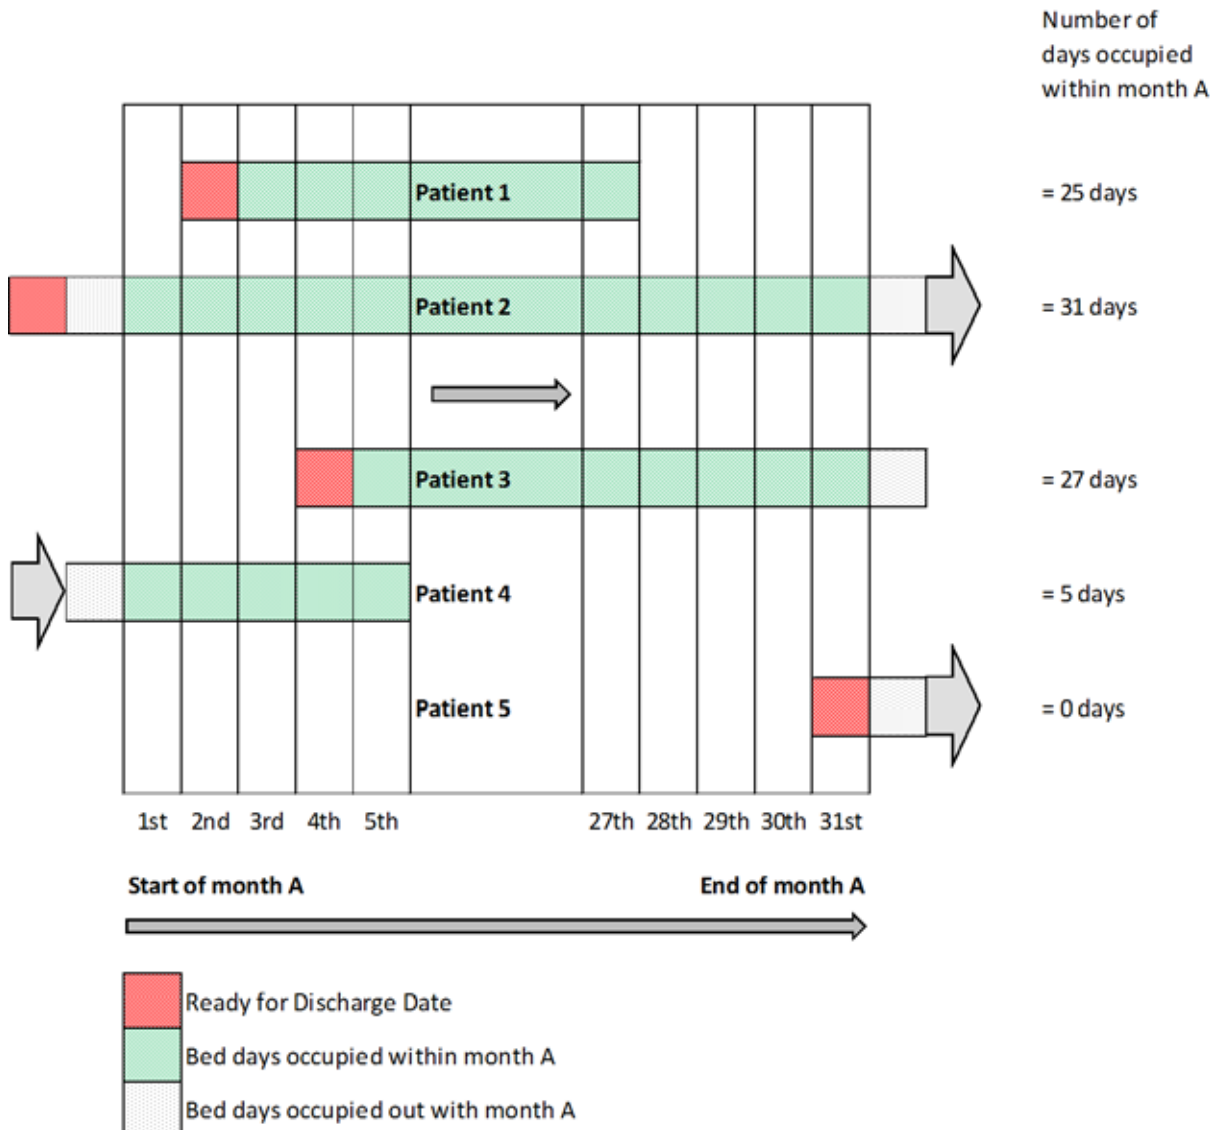 Number of
days occupied
within month A
Patient 1
= 25 days
Patient 2
= 31 days
Patient 3
= 27 days
Patient 4
= 5 days
Patient 5
= 0 days
1st 2nd 3rd 4th 5th 27th 28th 29th 30th 31st
Start of month A End of month A
Ready for Discharge Date
Bed days occupied within month A
Bed days occupied out with month A